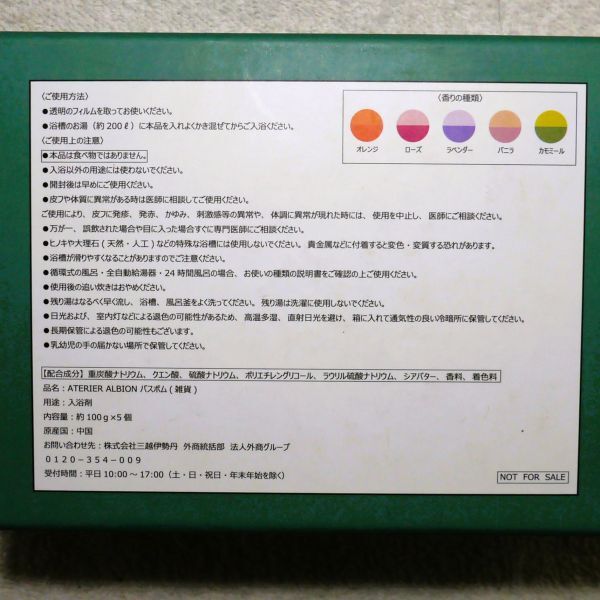 〈ご使用方法〉
●透明のフィルムを取ってお使いください。
●浴槽のお湯（約200ℓ）に本品を入れよくかき混ぜてからご入浴ください。
〈ご使用上の注意〉
●本品は食べ物ではありません。
●入浴以外の用途には使わないでください。
●開封後は早めにご使用ください。
●皮フや体質に異常がある時は医師に相談してご使用ください。
ご使用により、皮フに発疹、発赤、かゆみ、刺激感等の異常や、体調に異常が現れた時には、使用を中止し、医師にご相談ください。
●万が一、誤飲された場合や目に入った場合すぐに専門医師にご相談ください。
●ヒノキや大理石(天然・人工)などの特殊な浴槽には使用しないでください。貴金属などに付着すると変色・変質する恐れがあります。
●浴槽が滑りやすくなることがありますのでご注意ください。
●循環式の風呂・全自動給湯器・24時間風呂の場合、お使いの種類の説明書をご確認の上ご使用ください。
●使用後の追い炊きはおやめください。
●残り湯はなるべく早く流し、浴槽、風呂釜をよく洗ってください。残り湯は洗濯に使用しないでください。
●日光および、室内灯などによる退色の可能性があるため、高温多湿、直射日光を避け、箱に入れて通気性の良い冷暗所に保管してください。
●長期保管による退色の可能性もございます。
●乳幼児の手の届かない場所で保管してください。
〈香りの種類〉
オレンジ ローズ ラベンダー バニラ カモミール
【配合成分】重炭酸ナトリウム、クエン酸、硫酸ナトリウム、ポリエチレングリコール、ラウリル硫酸ナトリウム、シアバター、香料、着色料
品名：ATERIER ALBION バスボム(雑貨)
用途：入浴剤
内容量：約100g×5個
原産国：中国
お問い合わせ先：株式会社三越伊勢丹 外商統括部 法人外商グループ
0120-354-009
受付時間：平日10:00～17:00（土・日・祝日・年末年始を除く）
NOT FOR SALE